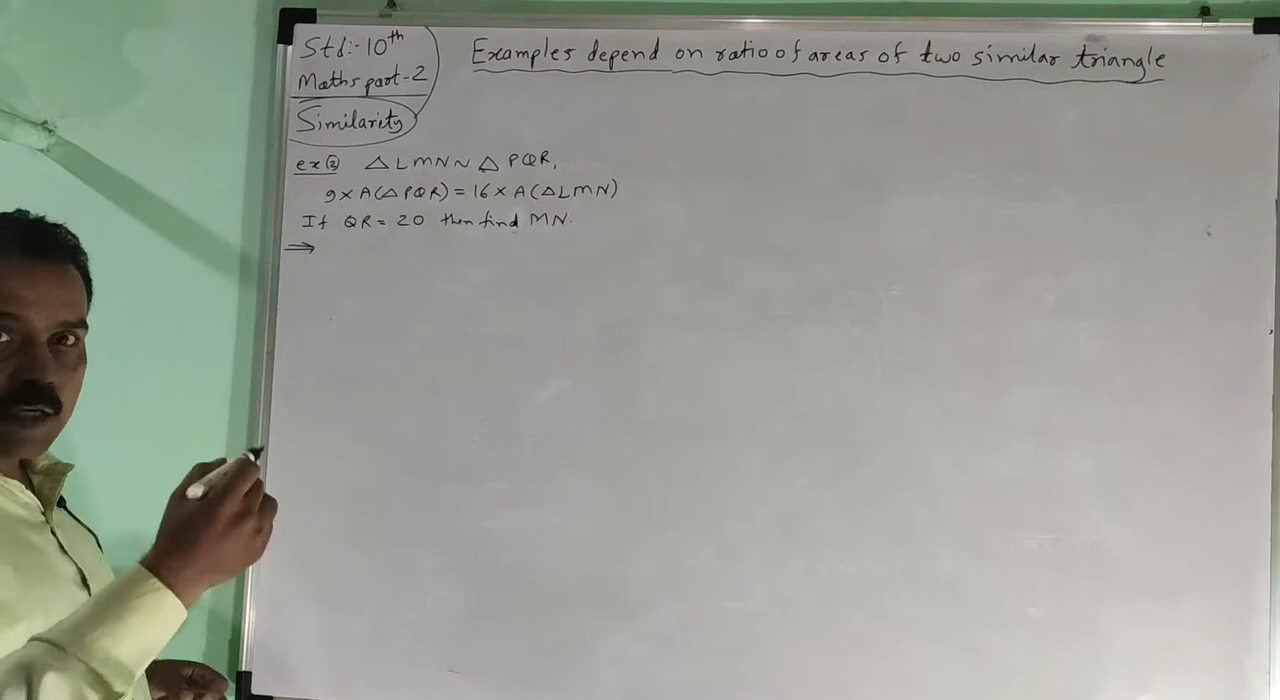 Std:- 10th
Maths part-2
Similarity
Examples depend on ratio of areas of two similar triangle
ex② △LMN ~ △PQR,
9 × A(△PQR) = 16 × A(△LMN)
If QR = 20 then find MN.
⇒